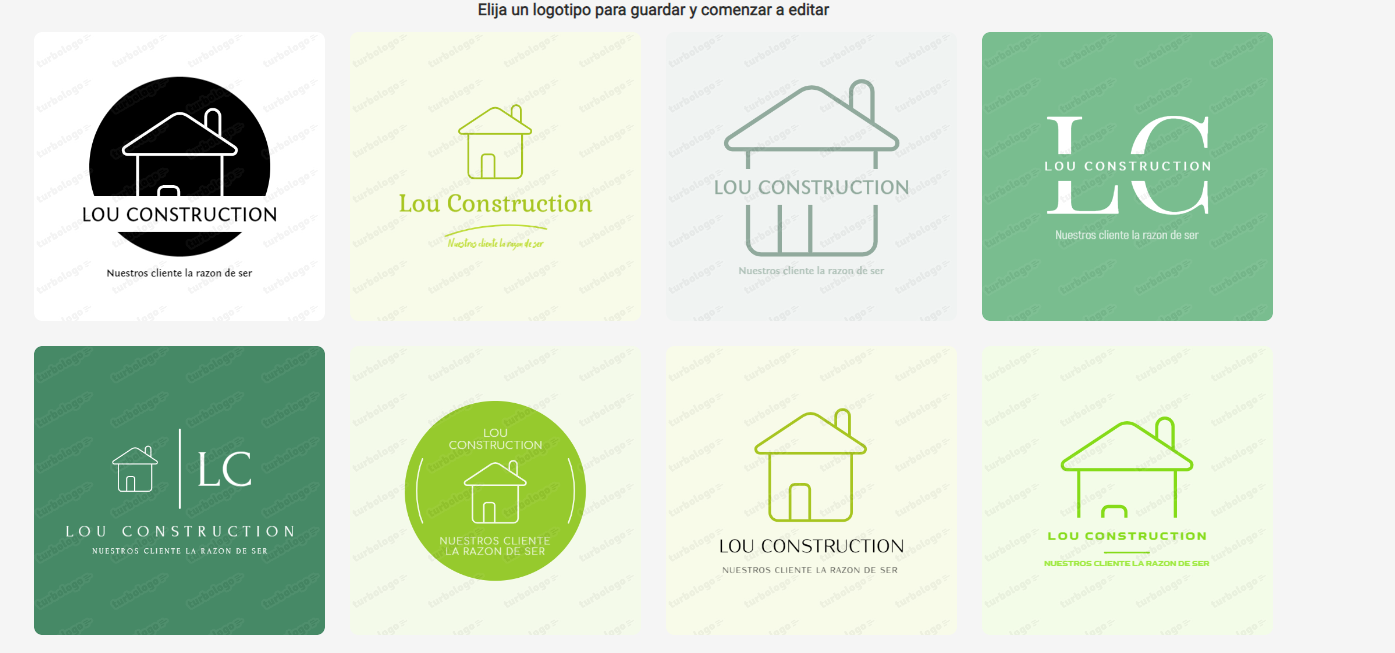 Elija un logotipo para guardar y comenzar a editar
LOU CONSTRUCTION
Nuestros cliente la razon de ser
Lou Construction
Nuestros cliente la razon de ser
LOU CONSTRUCTION
Nuestros cliente la razon de ser
LC
LOU CONSTRUCTION
Nuestros cliente la razon de ser
LC
LOU CONSTRUCTION
NUESTROS CLIENTE LA RAZON DE SER
LOU
CONSTRUCTION
NUESTROS CLIENTE
LA RAZON DE SER
LOU CONSTRUCTION
NUESTROS CLIENTE LA RAZON DE SER
LOU CONSTRUCTION
NUESTROS CLIENTE LA RAZON DE SER
turbologo